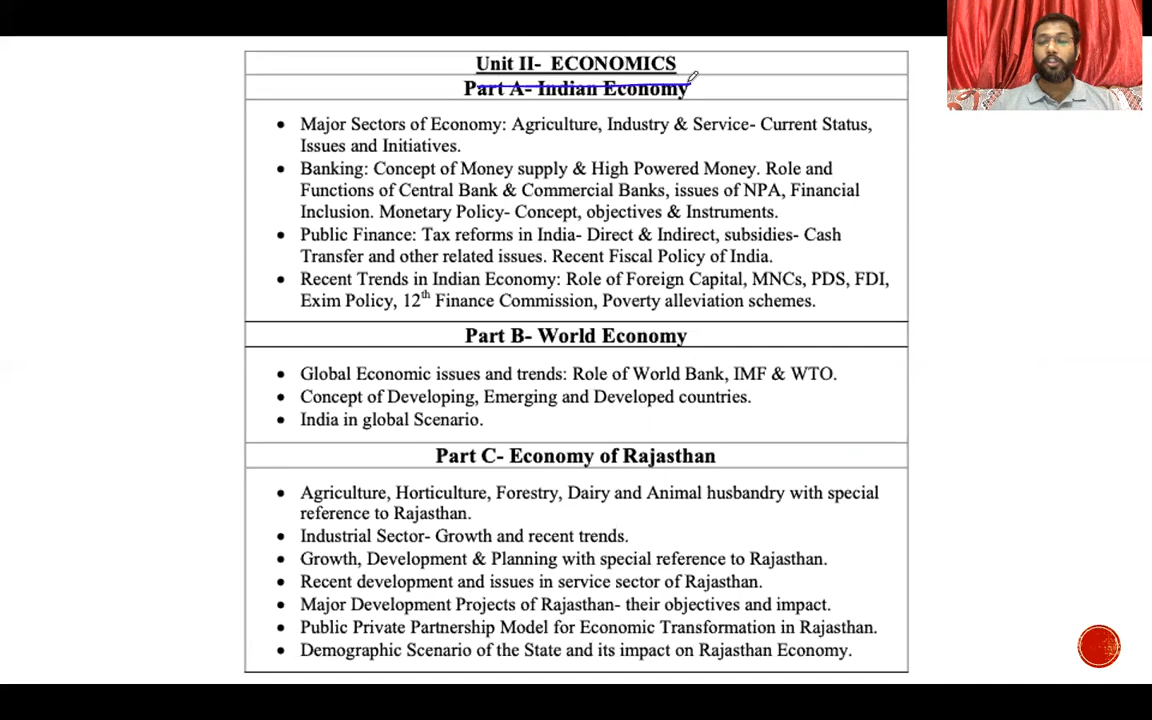 Unit II- ECONOMICS
Part A- Indian Economy
• Major Sectors of Economy: Agriculture, Industry & Service- Current Status,
Issues and Initiatives.
• Banking: Concept of Money supply & High Powered Money. Role and
Functions of Central Bank & Commercial Banks, issues of NPA, Financial
Inclusion. Monetary Policy- Concept, objectives & Instruments.
• Public Finance: Tax reforms in India- Direct & Indirect, subsidies- Cash
Transfer and other related issues. Recent Fiscal Policy of India.
• Recent Trends in Indian Economy: Role of Foreign Capital, MNCs, PDS, FDI,
Exim Policy, 12th Finance Commission, Poverty alleviation schemes.
Part B- World Economy
• Global Economic issues and trends: Role of World Bank, IMF & WTO.
• Concept of Developing, Emerging and Developed countries.
• India in global Scenario.
Part C- Economy of Rajasthan
• Agriculture, Horticulture, Forestry, Dairy and Animal husbandry with special
reference to Rajasthan.
• Industrial Sector- Growth and recent trends.
• Growth, Development & Planning with special reference to Rajasthan.
• Recent development and issues in service sector of Rajasthan.
• Major Development Projects of Rajasthan- their objectives and impact.
• Public Private Partnership Model for Economic Transformation in Rajasthan.
• Demographic Scenario of the State and its impact on Rajasthan Economy.